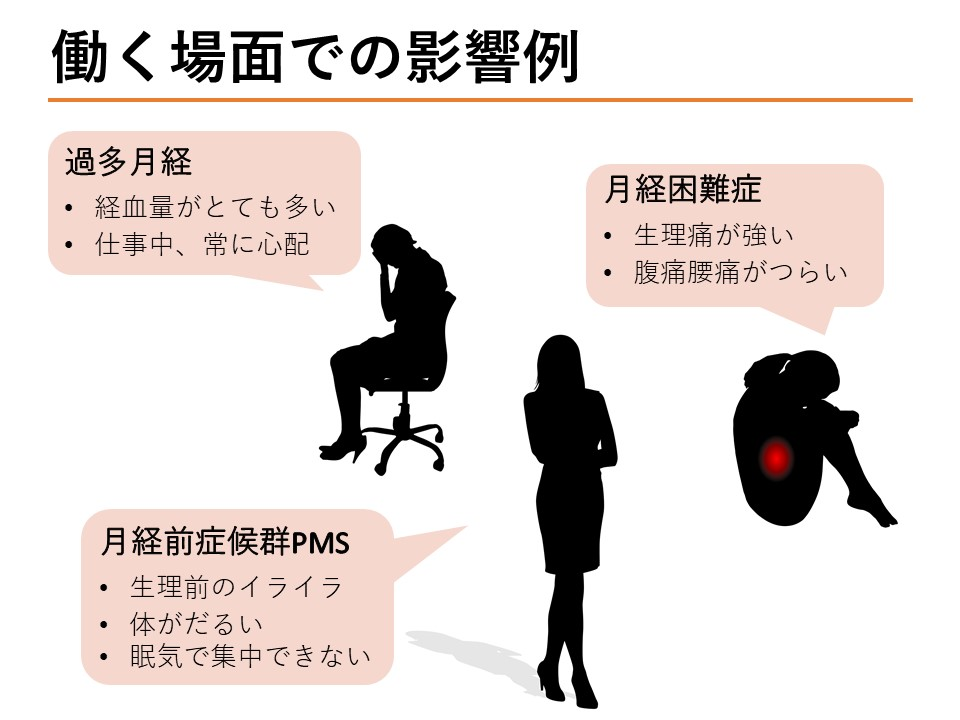 働く場面での影響例
過多月経
• 経血量がとても多い
• 仕事中、常に心配
月経困難症
• 生理痛が強い
• 腹痛腰痛がつらい
月経前症候群PMS
• 生理前のイライラ
• 体がだるい
• 眠気で集中できない